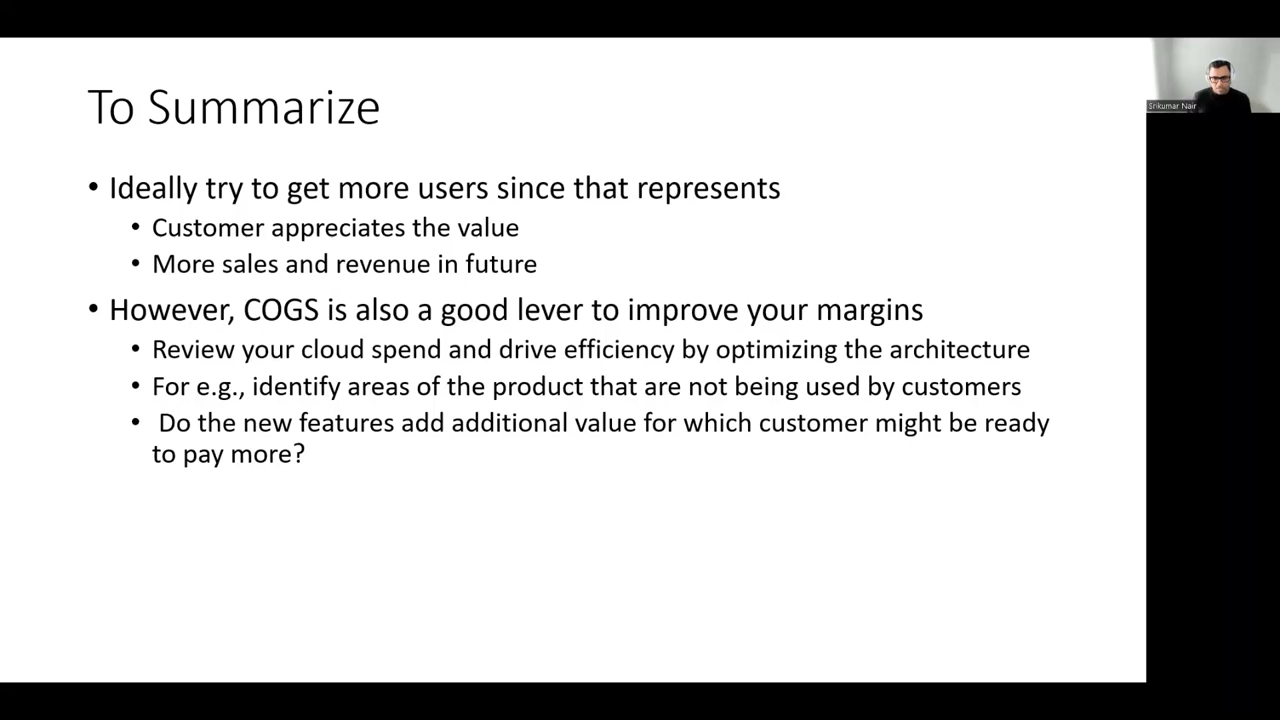 To Summarize
• Ideally try to get more users since that represents
• Customer appreciates the value
• More sales and revenue in future
• However, COGS is also a good lever to improve your margins
• Review your cloud spend and drive efficiency by optimizing the architecture
• For e.g., identify areas of the product that are not being used by customers
• Do the new features add additional value for which customer might be ready
to pay more?
Srikumar Nair